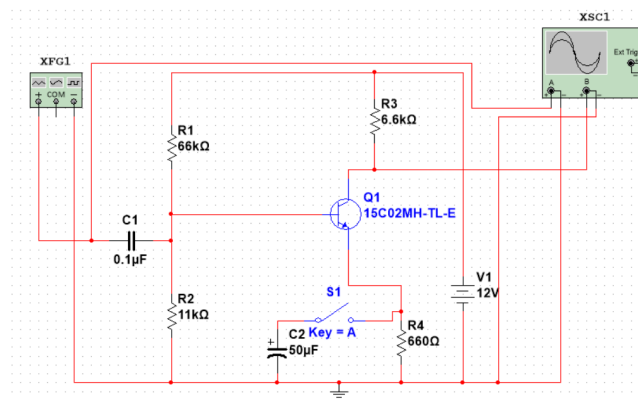 XSC1
XFG1
Ext Trig
A
B
+ COM −
R3
6.6kΩ
R1
66kΩ
Q1
15C02MH-TL-E
C1
0.1µF
V1
12V
S1
R2
11kΩ
Key = A
C2
50µF
R4
660Ω